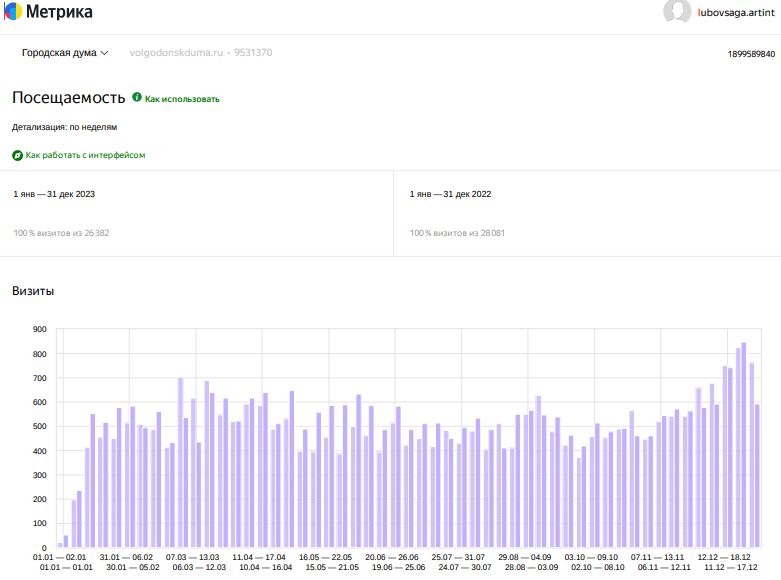 Метрика
lubovsaga.artint
Городская дума volgodonskduma.ru • 9531370
1899589840
Посещаемость Как использовать
Детализация: по неделям
Как работать с интерфейсом
1 янв — 31 дек 2023
1 янв — 31 дек 2022
100 % визитов из 26 382
100 % визитов из 28 081
Визиты
900
800
700
600
500
400
300
200
100
0
01.01 — 02.01 31.01 — 06.02 07.03 — 13.03 11.04 — 17.04 16.05 — 22.05 20.06 — 26.06 25.07 — 31.07 29.08 — 04.09 03.10 — 09.10 07.11 — 13.11 12.12 — 18.12
01.01 — 01.01 30.01 — 05.02 06.03 — 12.03 10.04 — 16.04 15.05 — 21.05 19.06 — 25.06 24.07 — 30.07 28.08 — 03.09 02.10 — 08.10 06.11 — 12.11 11.12 — 17.12